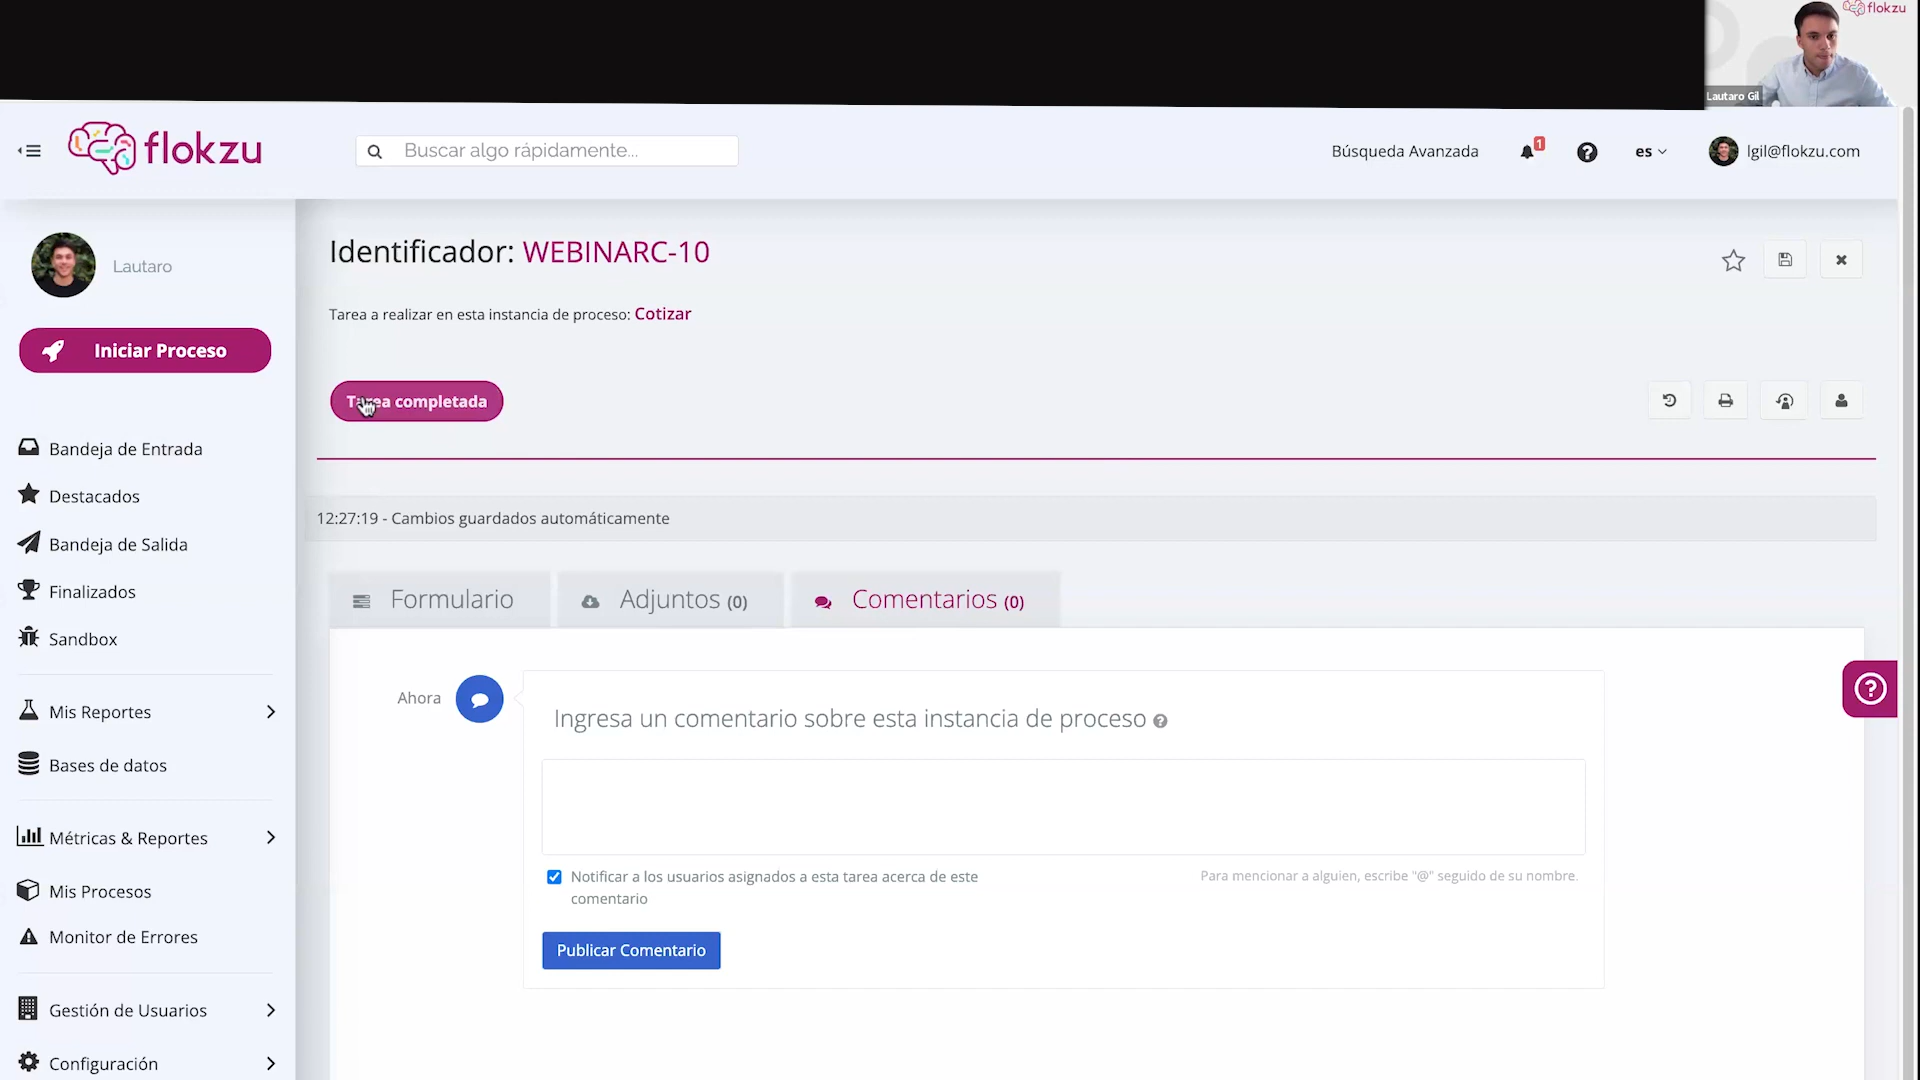 flokzu
Lautaro Gil
flokzu
Buscar algo rápidamente...
Búsqueda Avanzada
1
es
lgil@flokzu.com
Lautaro
Iniciar Proceso
Bandeja de Entrada
Destacados
Bandeja de Salida
Finalizados
Sandbox
Mis Reportes
Bases de datos
Métricas & Reportes
Mis Procesos
Monitor de Errores
Gestión de Usuarios
Configuración
Identificador: WEBINARC-10
Tarea a realizar en esta instancia de proceso: Cotizar
Tarea completada
12:27:19 - Cambios guardados automáticamente
Formulario
Adjuntos (0)
Comentarios (0)
Ahora
Ingresa un comentario sobre esta instancia de proceso
Notificar a los usuarios asignados a esta tarea acerca de este
comentario
Para mencionar a alguien, escribe "@" seguido de su nombre.
Publicar Comentario